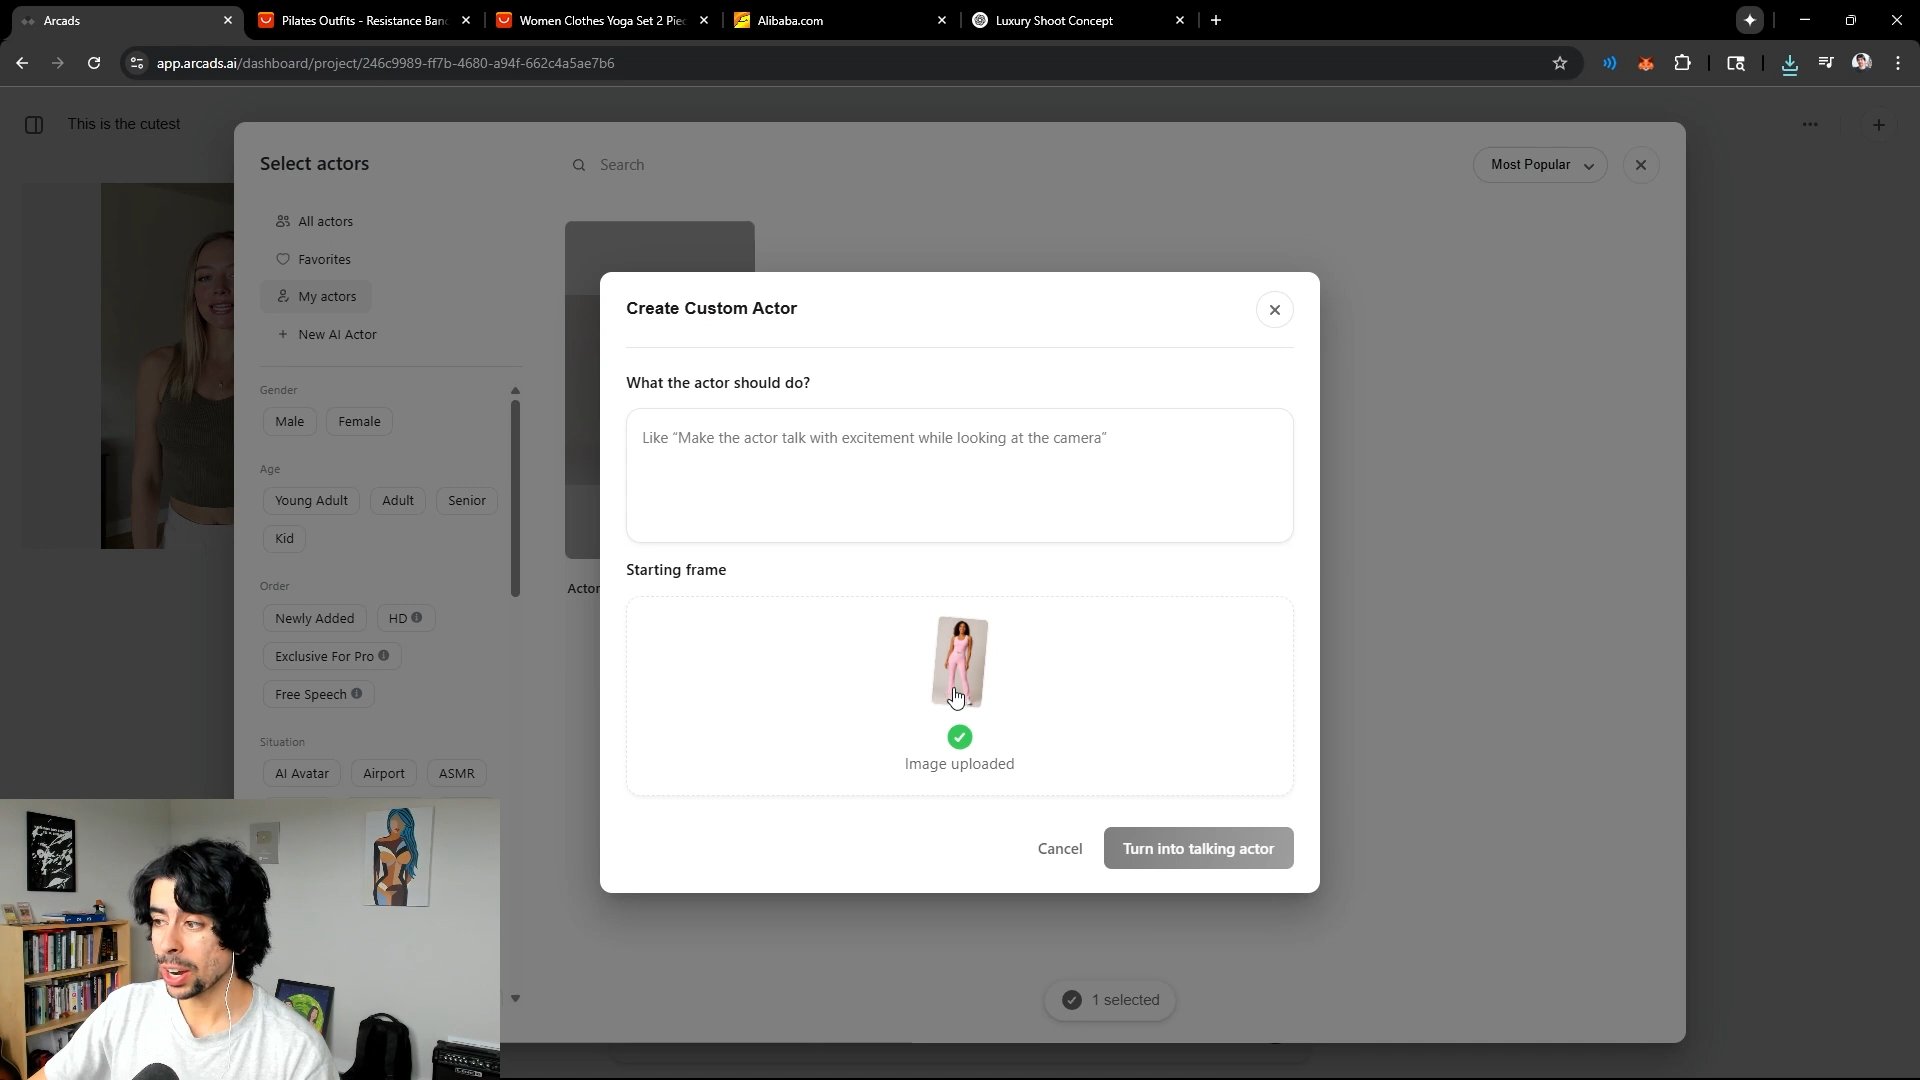 Arcads
Pilates Outfits - Resistance Ban
Women Clothes Yoga Set 2 Piec
Alibaba.com
Luxury Shoot Concept
app.arcads.ai/dashboard/project/246c9989-ff7b-4680-a94f-662c4a5ae7b6
This is the cutest
Select actors
Search
Most Popular
All actors
Favorites
My actors
New AI Actor
Gender
Male
Female
Age
Young Adult
Adult
Senior
Kid
Order
Newly Added
HD
Exclusive For Pro
Free Speech
Situation
AI Avatar
Airport
ASMR
Actor
Create Custom Actor
What the actor should do?
Like “Make the actor talk with excitement while looking at the camera”
Starting frame
Image uploaded
Cancel
Turn into talking actor
1 selected